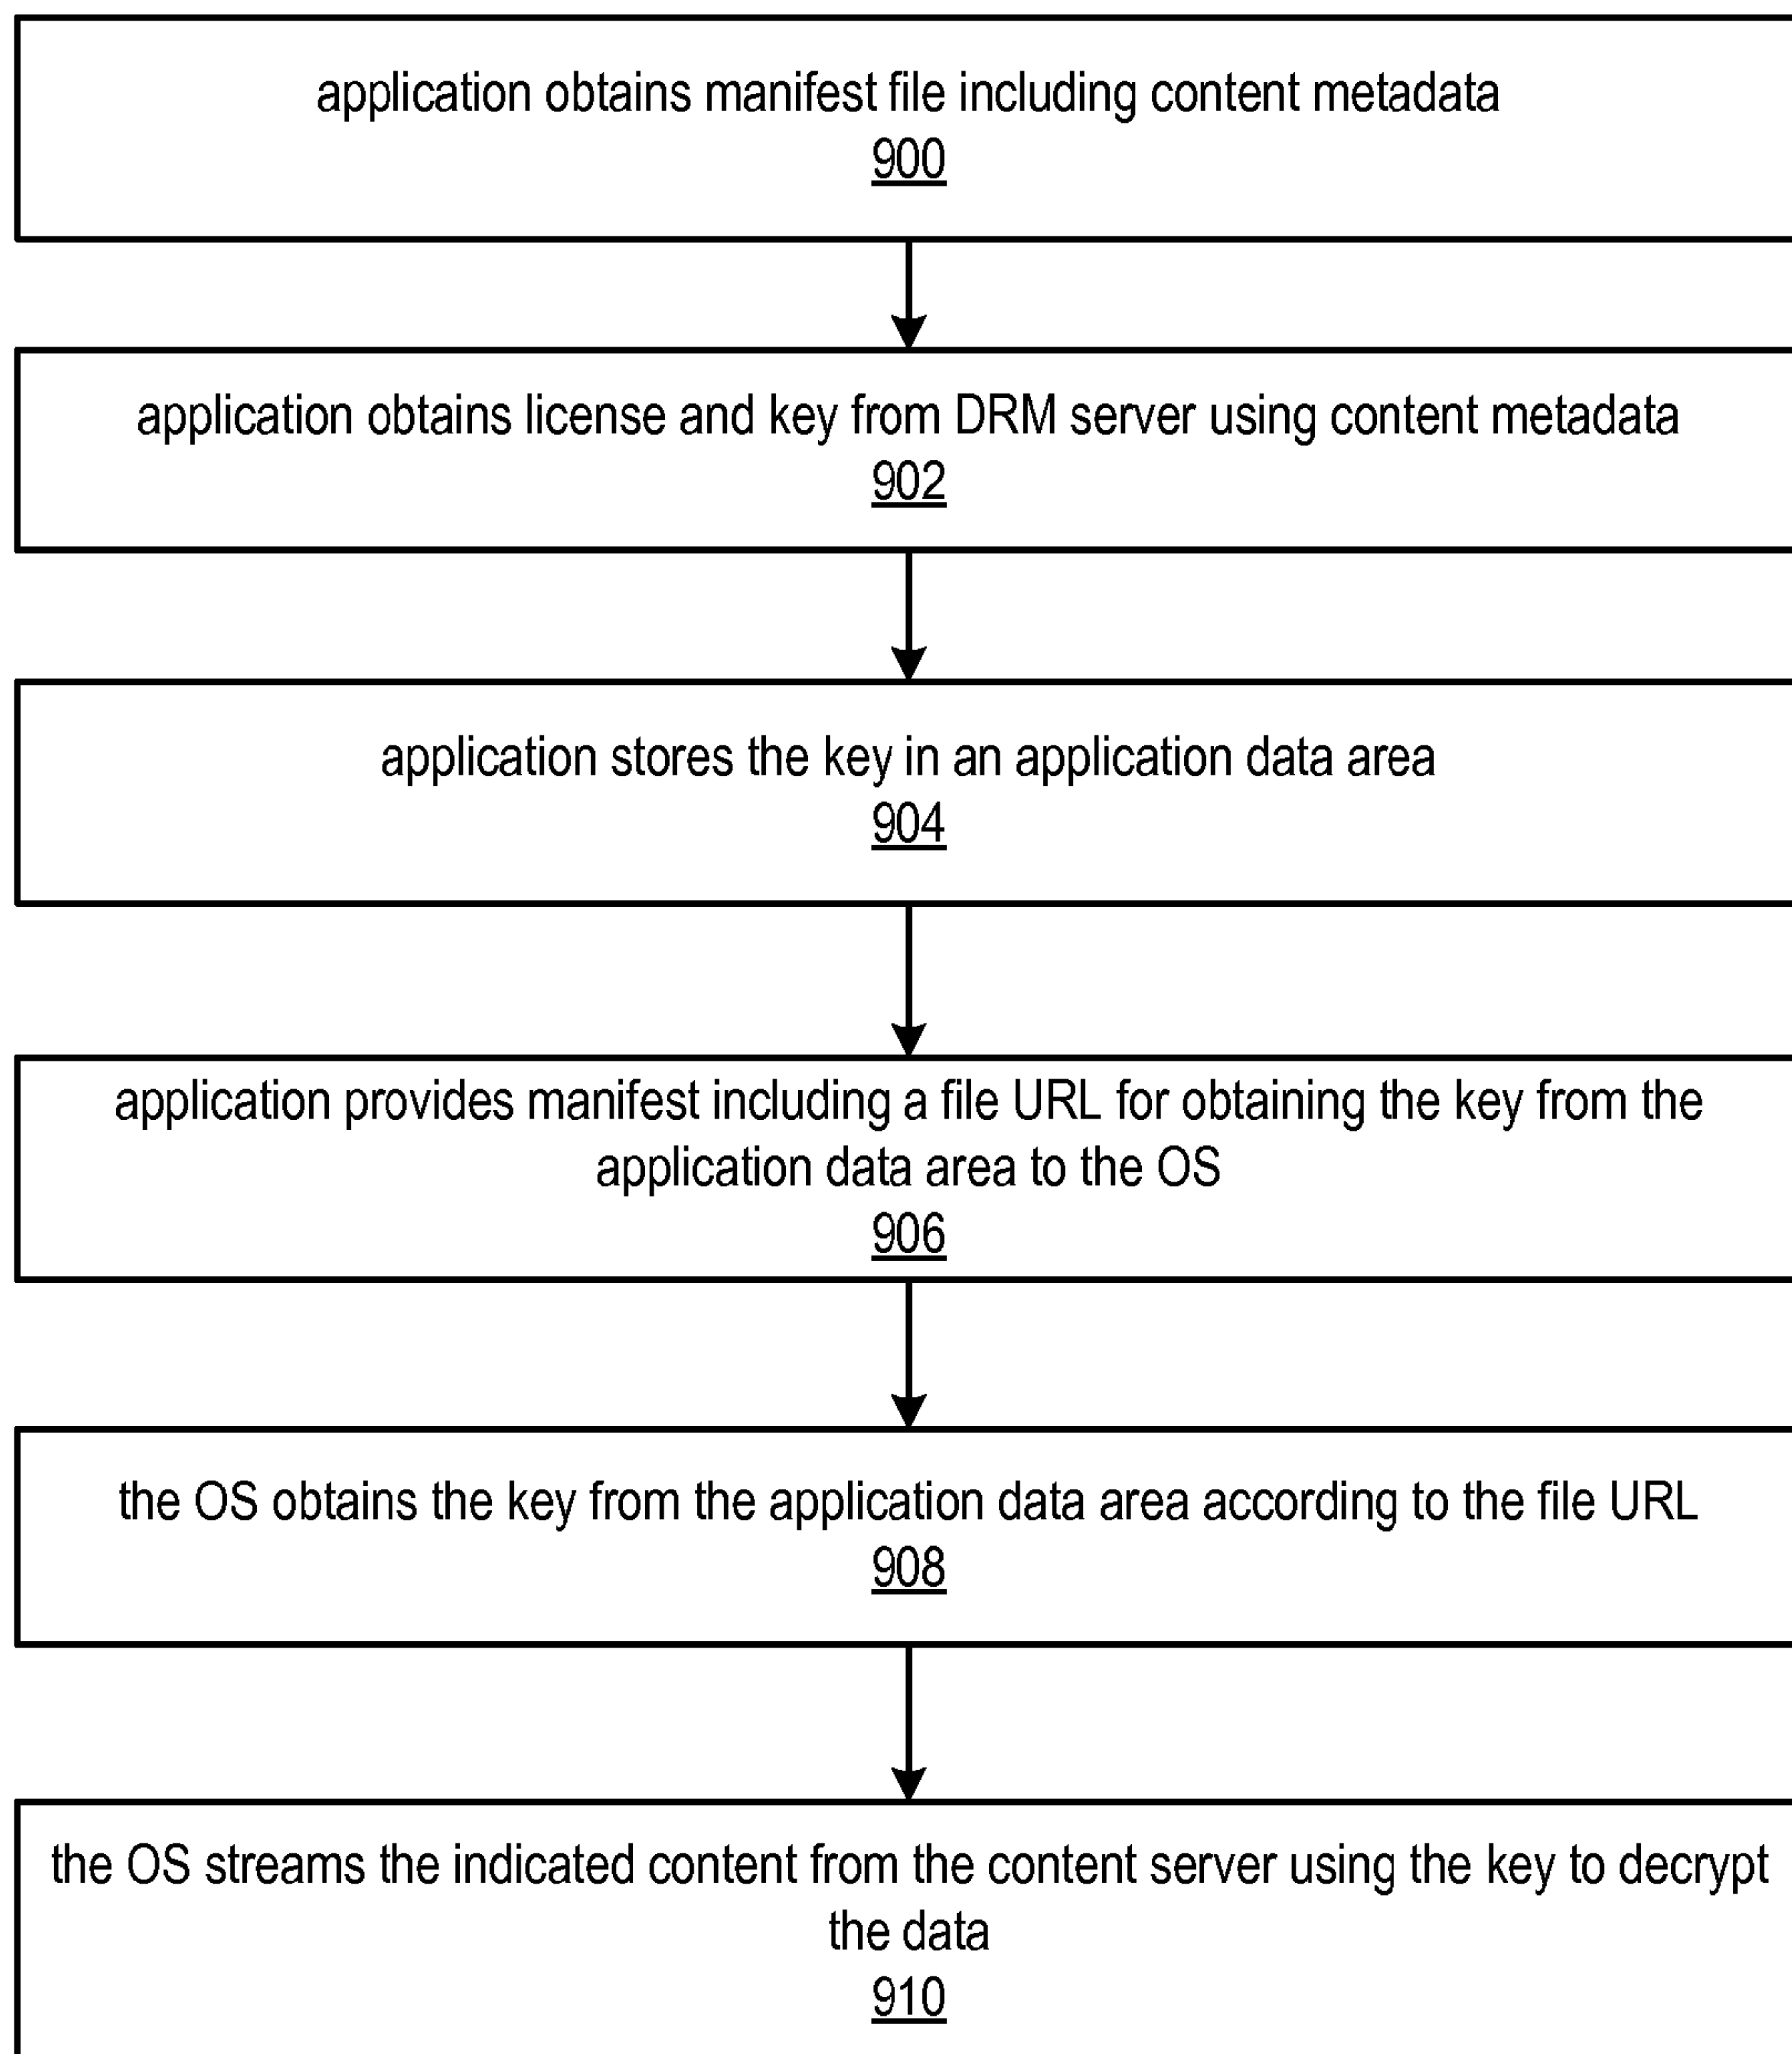 application obtains manifest file including content metadata
900
application obtains license and key from DRM server using content metadata
902
application stores the key in an application data area
904
application provides manifest including a file URL for obtaining the key from the
application data area to the OS
906
the OS obtains the key from the application data area according to the file URL
908
the OS streams the indicated content from the content server using the key to decrypt
the data
910